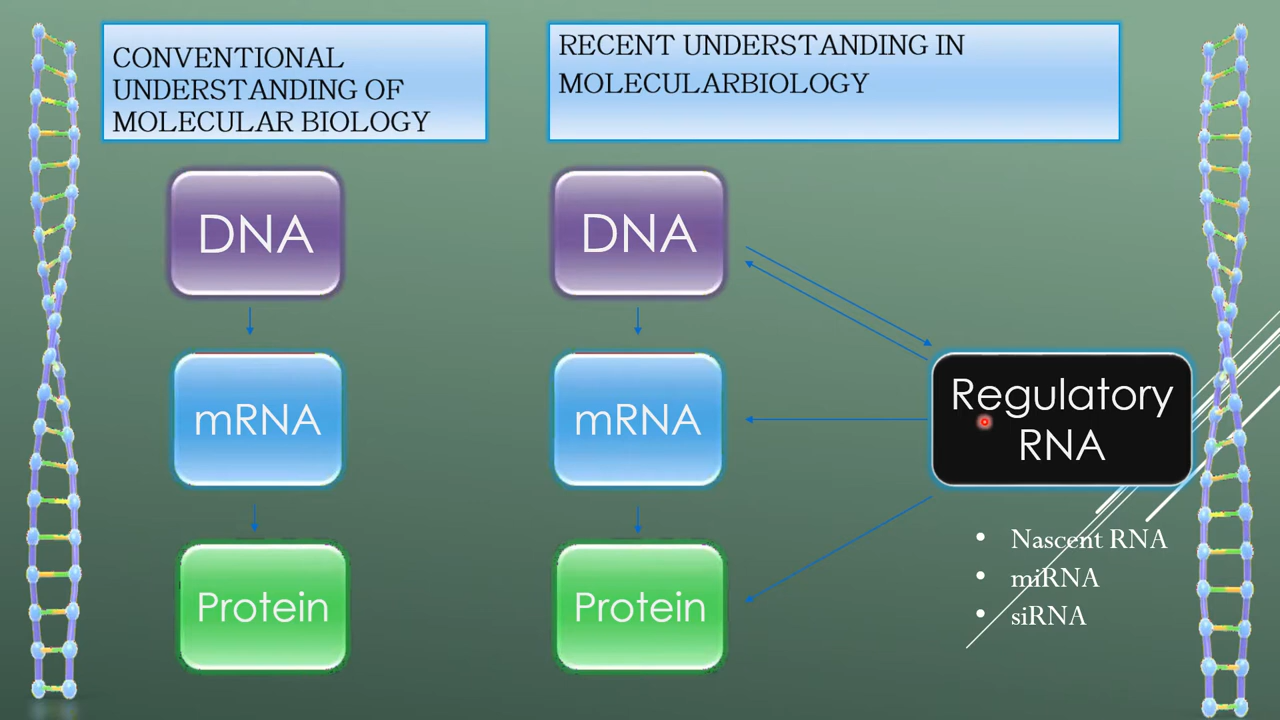 CONVENTIONAL
UNDERSTANDING OF
MOLECULAR BIOLOGY
RECENT UNDERSTANDING IN
MOLECULARBIOLOGY
DNA
mRNA
Protein
DNA
mRNA
Protein
Regulatory
RNA
• Nascent RNA
• miRNA
• siRNA